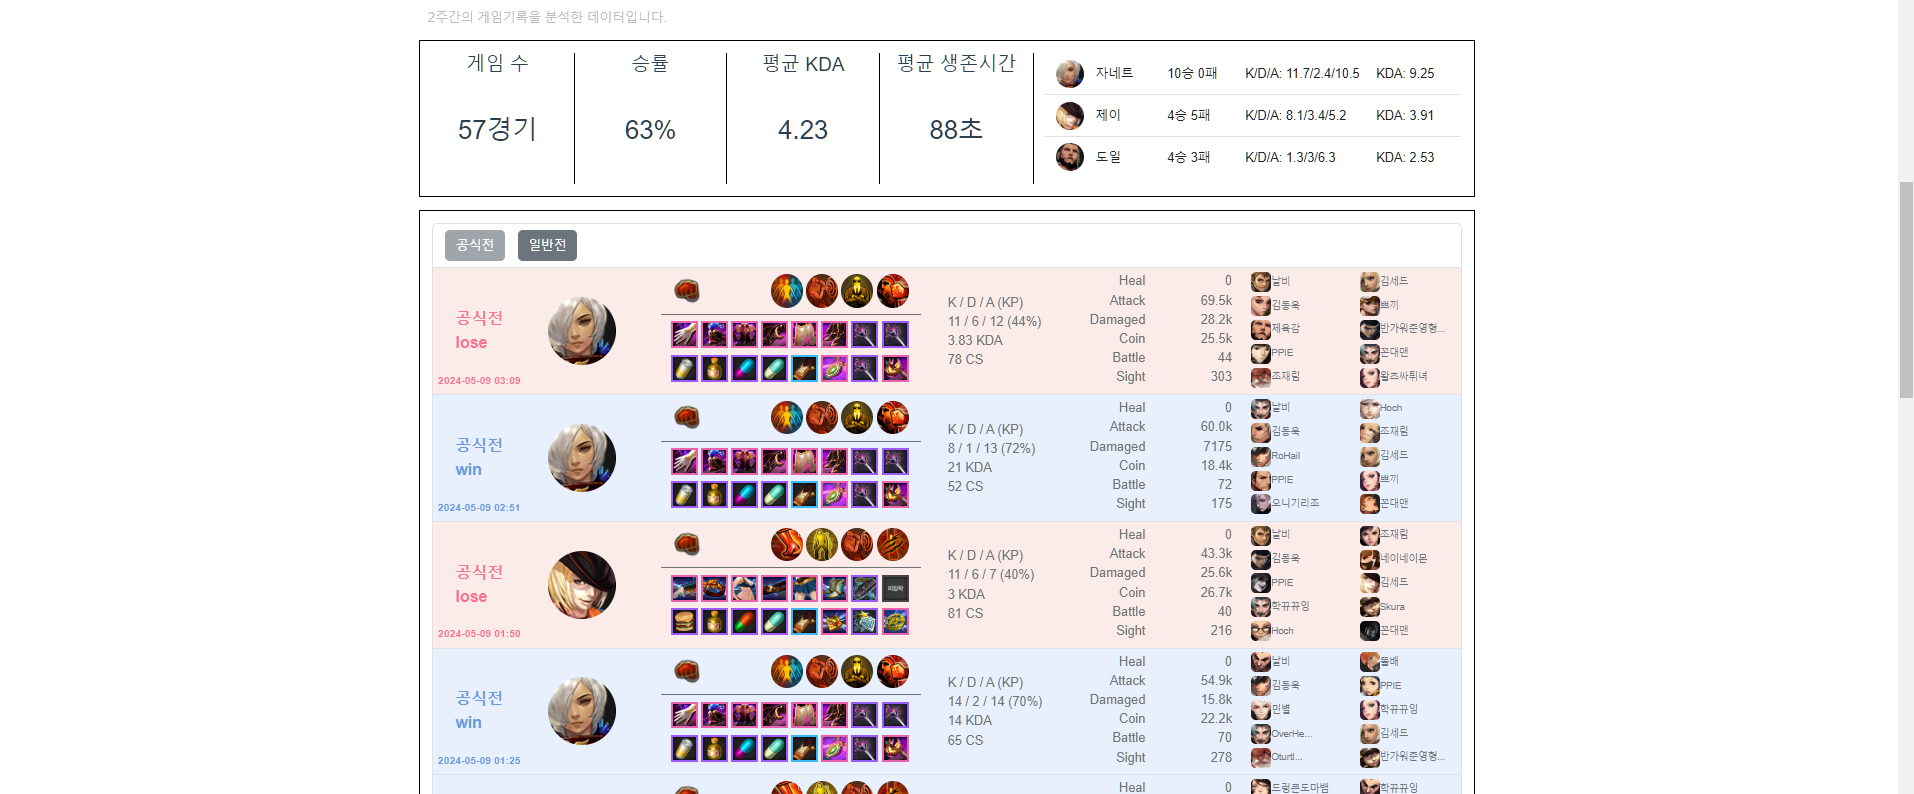 2주간의 게임기록을 분석한 데이터입니다.
게임 수
57경기
승률
63%
평균 KDA
4.23
평균 생존시간
88초
자네트 10승 0패 K/D/A: 11.7/2.4/10.5 KDA: 9.25
제이 4승 5패 K/D/A: 8.1/3.4/5.2 KDA: 3.91
도일 4승 3패 K/D/A: 1.3/3/6.3 KDA: 2.53
공식전 일반전
공식전
lose
2024-05-09 03:09
K / D / A (KP)
11 / 6 / 12 (44%)
3.83 KDA
78 CS
Heal 0
Attack 69.5k
Damaged 28.2k
Coin 25.5k
Battle 44
Sight 303
날비 김세드
김동욱 쁘끼
제육감 반가워준영형...
PPIE 꼰대맨
조재림 왈츠싸튀녀
공식전
win
2024-05-09 02:51
K / D / A (KP)
8 / 1 / 13 (72%)
21 KDA
52 CS
Heal 0
Attack 60.0k
Damaged 7175
Coin 18.4k
Battle 72
Sight 175
날비 Hoch
김동욱 조재림
RoHail 김세드
PPIE 쁘끼
오니기리조 꼰대맨
공식전
lose
2024-05-09 01:50
K / D / A (KP)
11 / 6 / 7 (40%)
3 KDA
81 CS
Heal 0
Attack 43.3k
Damaged 25.6k
Coin 26.7k
Battle 40
Sight 216
날비 조재림
김동욱 네이네이몬
PPIE 김세드
학뀨뀨잉 Skura
Hoch 꼰대맨
공식전
win
2024-05-09 01:25
K / D / A (KP)
14 / 2 / 14 (70%)
14 KDA
65 CS
Heal 0
Attack 54.9k
Damaged 15.8k
Coin 22.2k
Battle 70
Sight 278
날비 똘배
김동욱 PPIE
민별 학뀨뀨잉
OverHe... 김세드
Oturtl... 반가워준영형...
Heal 0
드렁큰도마뱀 학뀨뀨잉